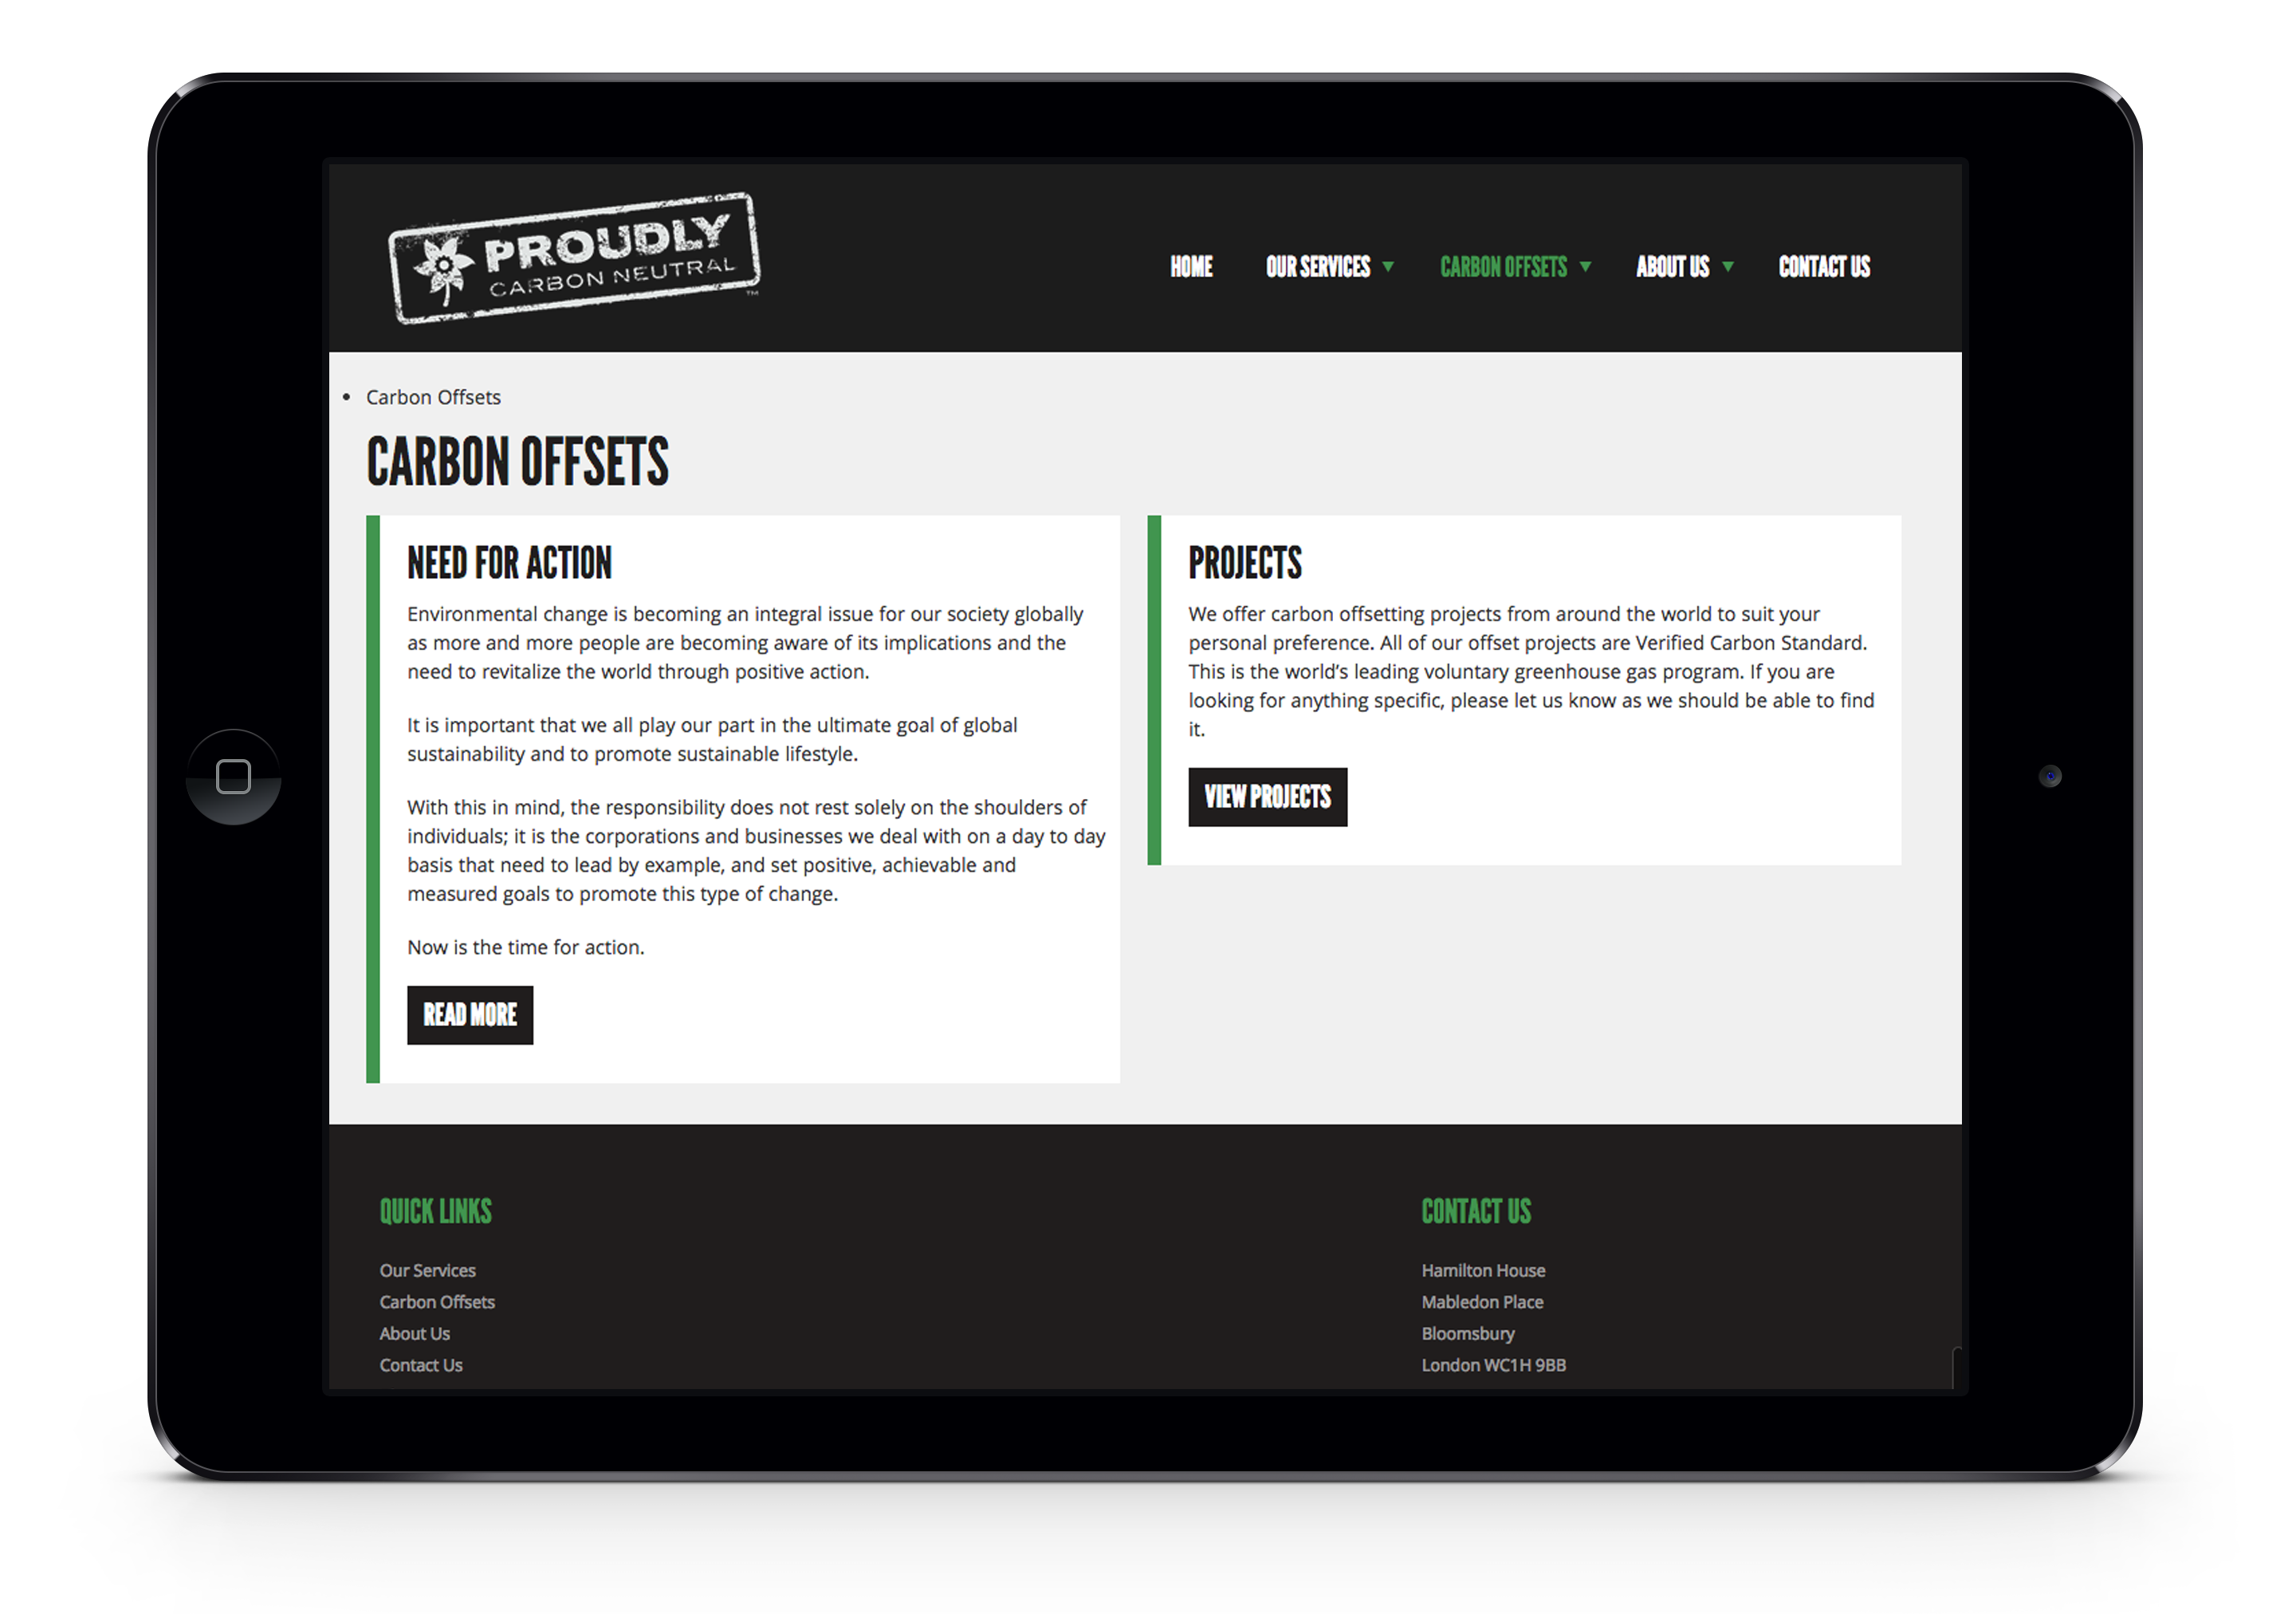 PROUDLY
CARBON NEUTRAL
™
HOME OUR SERVICES CARBON OFFSETS ABOUT US CONTACT US
Carbon Offsets
CARBON OFFSETS
NEED FOR ACTION
Environmental change is becoming an integral issue for our society globally
as more and more people are becoming aware of its implications and the
need to revitalize the world through positive action.
It is important that we all play our part in the ultimate goal of global
sustainability and to promote sustainable lifestyle.
With this in mind, the responsibility does not rest solely on the shoulders of
individuals; it is the corporations and businesses we deal with on a day to day
basis that need to lead by example, and set positive, achievable and
measured goals to promote this type of change.
Now is the time for action.
READ MORE
PROJECTS
We offer carbon offsetting projects from around the world to suit your
personal preference. All of our offset projects are Verified Carbon Standard.
This is the world’s leading voluntary greenhouse gas program. If you are
looking for anything specific, please let us know as we should be able to find
it.
VIEW PROJECTS
QUICK LINKS
Our Services
Carbon Offsets
About Us
Contact Us
CONTACT US
Hamilton House
Mabledon Place
Bloomsbury
London WC1H 9BB